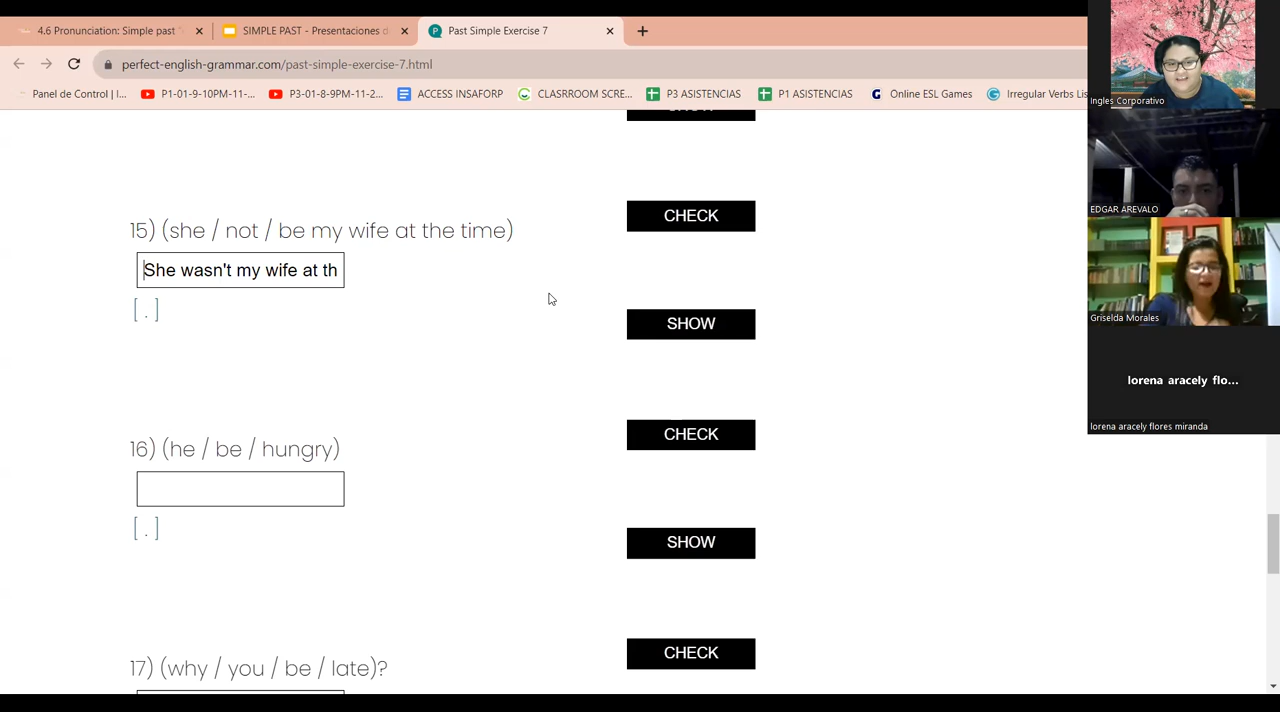 4.6 Pronunciation: Simple past
SIMPLE PAST - Presentaciones d
Past Simple Exercise 7
perfect-english-grammar.com/past-simple-exercise-7.html
Panel de Control | I...
P1-01-9-10PM-11-...
P3-01-8-9PM-11-2...
ACCESS INSAFORP
CLASRROOM SCRE...
P3 ASISTENCIAS
P1 ASISTENCIAS
Online ESL Games
Irregular Verbs Lis
Ingles Corporativo
EDGAR AREVALO
Griselda Morales
lorena aracely flo...
lorena aracely flores miranda
CHECK
15) (she / not / be my wife at the time)
She wasn't my wife at th
[ . ]
SHOW
CHECK
16) (he / be / hungry)
[ . ]
SHOW
CHECK
17) (why / you / be / late)?